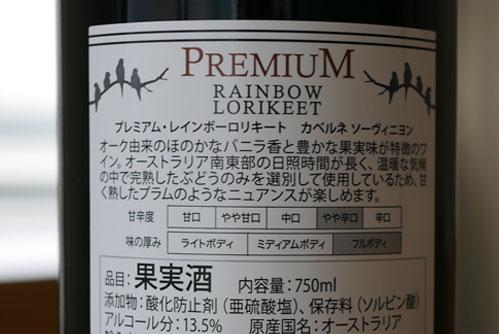 PREMIUM
RAINBOW
LORIKEET
プレミアム・レインボーロリキート　カベルネ ソーヴィニヨン
オーク由来のほのかなバニラ香と豊かな果実味が特徴のワ
イン。オーストラリア南東部の日照時間が長く、温暖な気候
の中で完熟したぶどうのみを選別して使用しているため、甘
く熟したプラムのようなニュアンスが楽しめます。
甘辛度 甘口 やや甘口 中口 やや辛口 辛口
味の厚み ライトボディ ミディアムボディ フルボディ
品目：果実酒　内容量：750ml
添加物：酸化防止剤（亜硫酸塩）、保存料（ソルビン酸）
アルコール分：13.5%　原産国名：オーストラリア